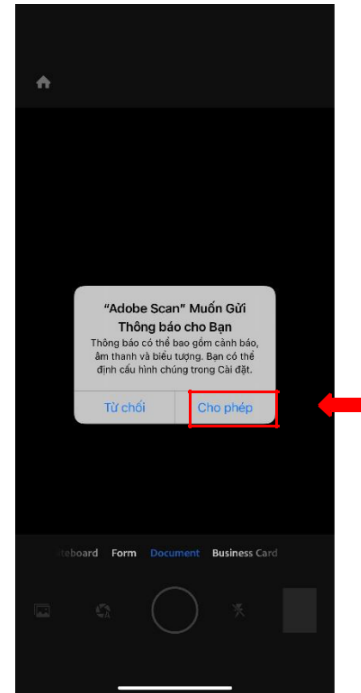 “Adobe Scan” Muốn Gửi
Thông báo cho Bạn
Thông báo có thể bao gồm cảnh báo,
âm thanh và biểu tượng. Bạn có thể
định cấu hình chúng trong Cài đặt.
Từ chối Cho phép
iteboard Form Document Business Card